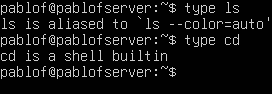 pablof@pablofserver:~$ type ls
ls is aliased to `ls --color=auto'
pablof@pablofserver:~$ type cd
cd is a shell builtin
pablof@pablofserver:~$